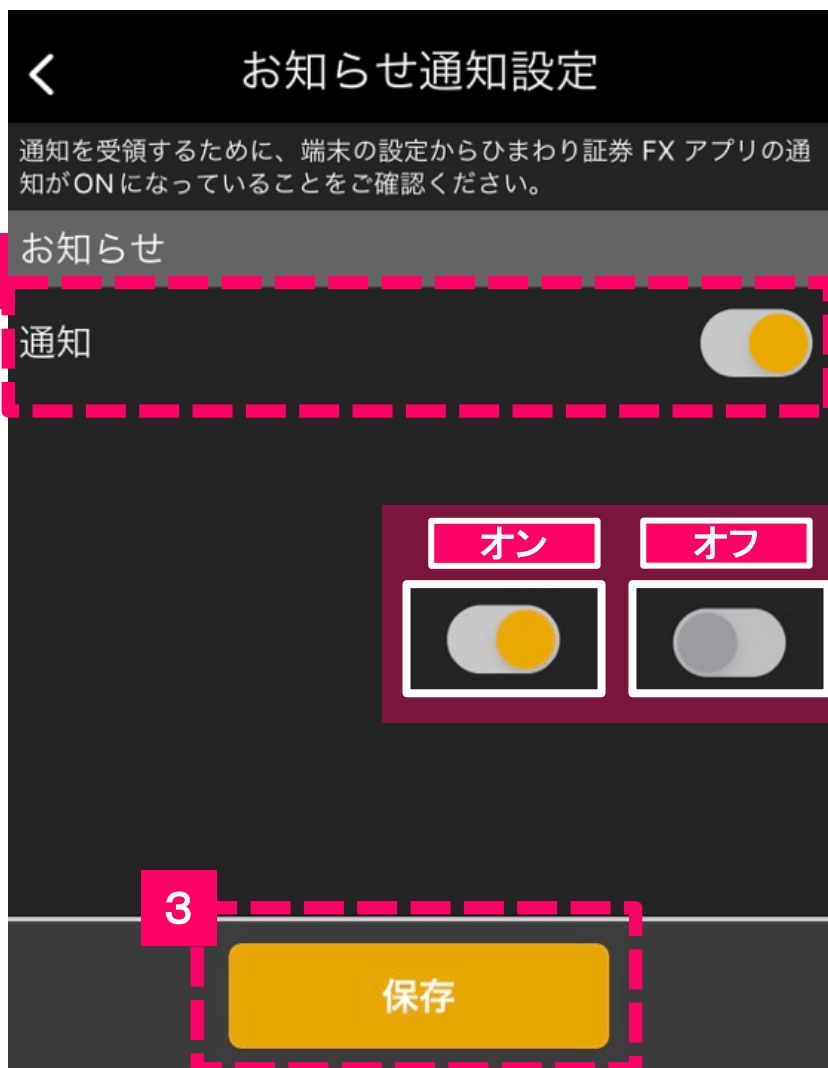 お知らせ通知設定
通知を受領するために、端末の設定からひまわり証券 FX アプリの通
知がONになっていることをご確認ください。
お知らせ
通知
オン オフ
3
保存